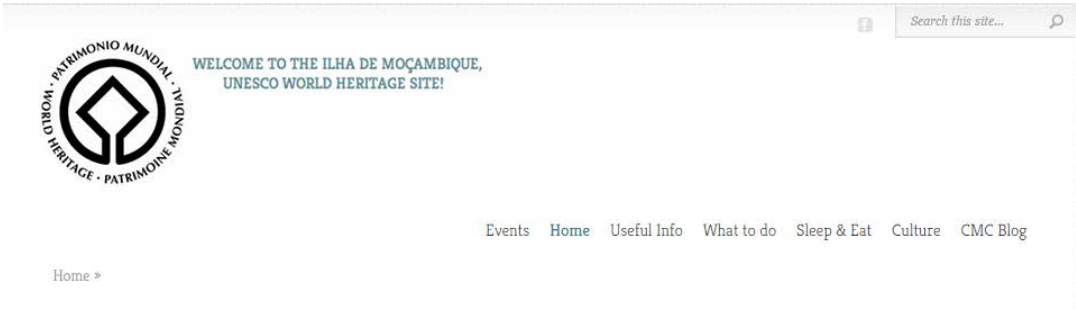 Search this site...
WORLD HERITAGE · PATRIMONIO MUNDIAL · PATRIMOINE MONDIAL ·
WELCOME TO THE ILHA DE MOÇAMBIQUE,
UNESCO WORLD HERITAGE SITE!
Events Home Useful Info What to do Sleep & Eat Culture CMC Blog
Home »